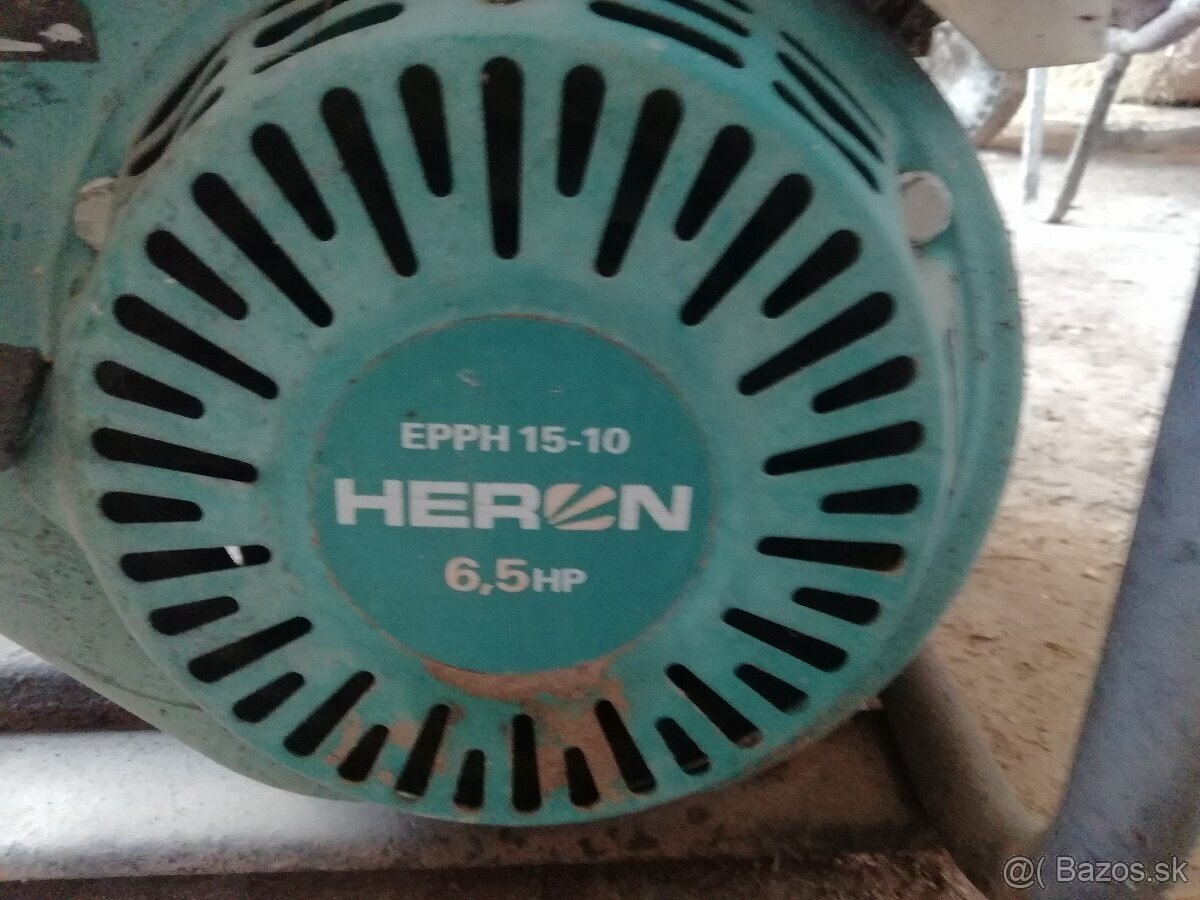 EPPH 15-10
HERON
6,5 HP
@( Bazos.sk